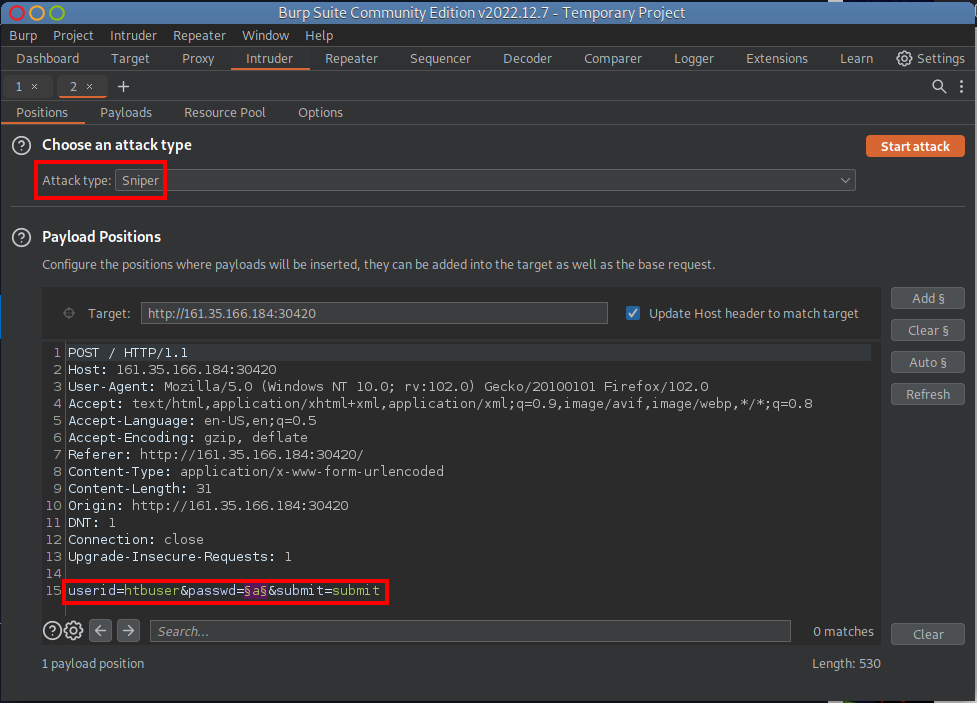 Burp Suite Community Edition v2022.12.7 - Temporary Project
Burp Project Intruder Repeater Window Help
Dashboard Target Proxy Intruder Repeater Sequencer Decoder Comparer Logger Extensions Learn Settings
1 × 2 × +
Positions Payloads Resource Pool Options
? Choose an attack type Start attack
Attack type: Sniper
? Payload Positions
Configure the positions where payloads will be inserted, they can be added into the target as well as the base request.
Target: http://161.35.166.184:30420 Update Host header to match target
Add §
Clear §
Auto §
Refresh
1 POST / HTTP/1.1
2 Host: 161.35.166.184:30420
3 User-Agent: Mozilla/5.0 (Windows NT 10.0; rv:102.0) Gecko/20100101 Firefox/102.0
4 Accept: text/html,application/xhtml+xml,application/xml;q=0.9,image/avif,image/webp,*/*;q=0.8
5 Accept-Language: en-US,en;q=0.5
6 Accept-Encoding: gzip, deflate
7 Referer: http://161.35.166.184:30420/
8 Content-Type: application/x-www-form-urlencoded
9 Content-Length: 31
10 Origin: http://161.35.166.184:30420
11 DNT: 1
12 Connection: close
13 Upgrade-Insecure-Requests: 1
14
15 userid=htbuser&passwd=§a§&submit=submit
? Search... 0 matches Clear
1 payload position Length: 530